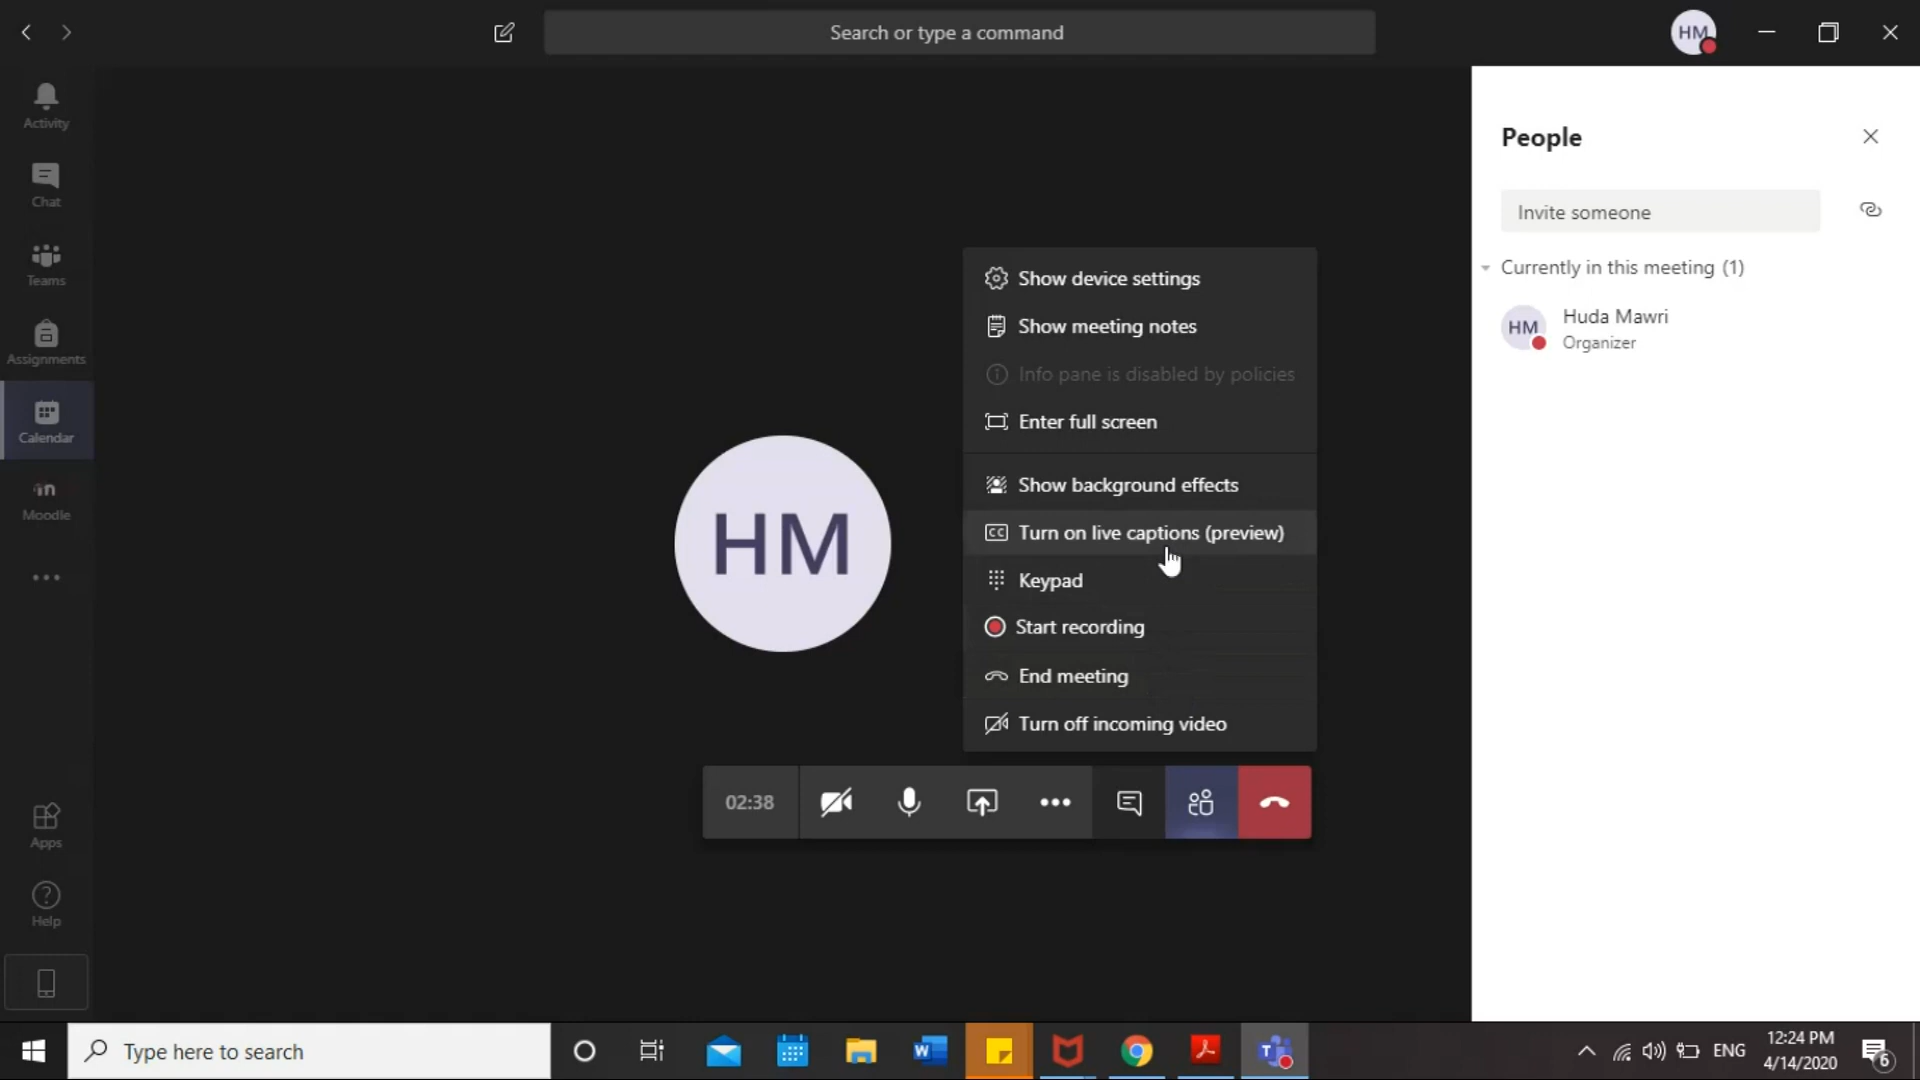 Search or type a command
HM
Activity
Chat
Teams
Assignments
Calendar
Moodle
Apps
Help
HM
Show device settings
Show meeting notes
Info pane is disabled by policies
Enter full screen
Show background effects
CC Turn on live captions (preview)
Keypad
Start recording
End meeting
Turn off incoming video
02:38
People
Invite someone
Currently in this meeting (1)
HM
Huda Mawri
Organizer
Type here to search
ENG
12:24 PM
4/14/2020
6